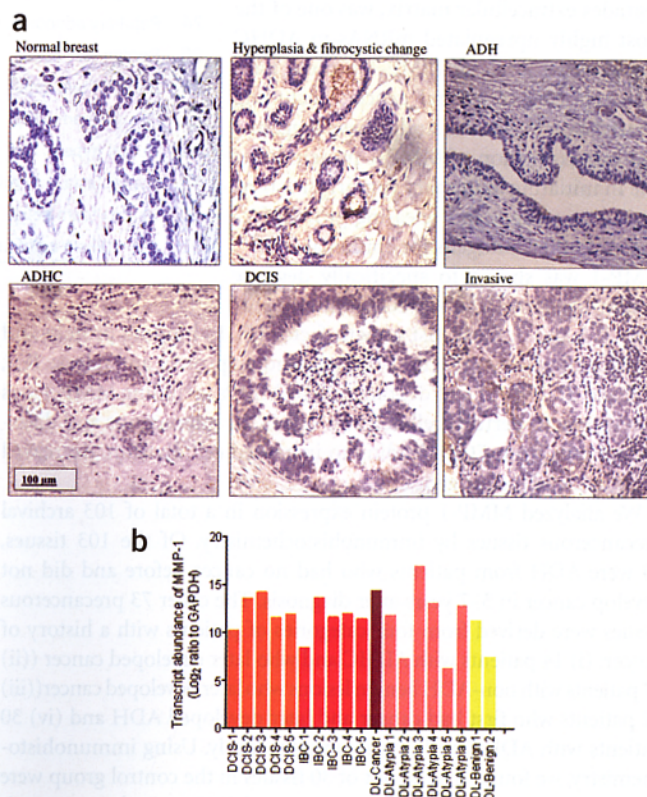 a
Normal breast
Hyperplasia & fibrocystic change
ADH
ADHC
DCIS
Invasive
100 µm
b
Transcript abundance of MMP-1
(Log₂ ratio to GAPDH)
20
15
10
5
0
DCIS-1
DCIS-2
DCIS-3
DCIS-4
DCIS-5
IBC-1
IBC-2
IBC-3
IBC-4
IBC-5
DL-Cancer
DL-Atypia 1
DL-Atypia 2
DL-Atypia 3
DL-Atypia 4
DL-Atypia 5
DL-Atypia 6
DL-Benign 1
DL-Benign 2